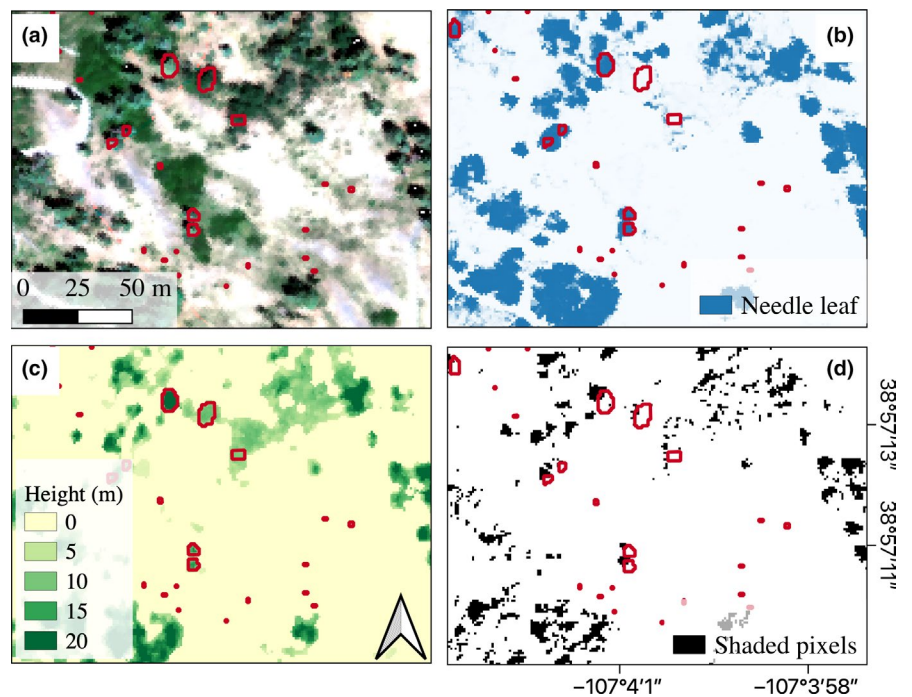 (a)
0 25 50 m
(b)
Needle leaf
(c)
Height (m)
0
5
10
15
20
(d)
Shaded pixels
38°57'13"
38°57'11"
−107°4'1"
−107°3'58"